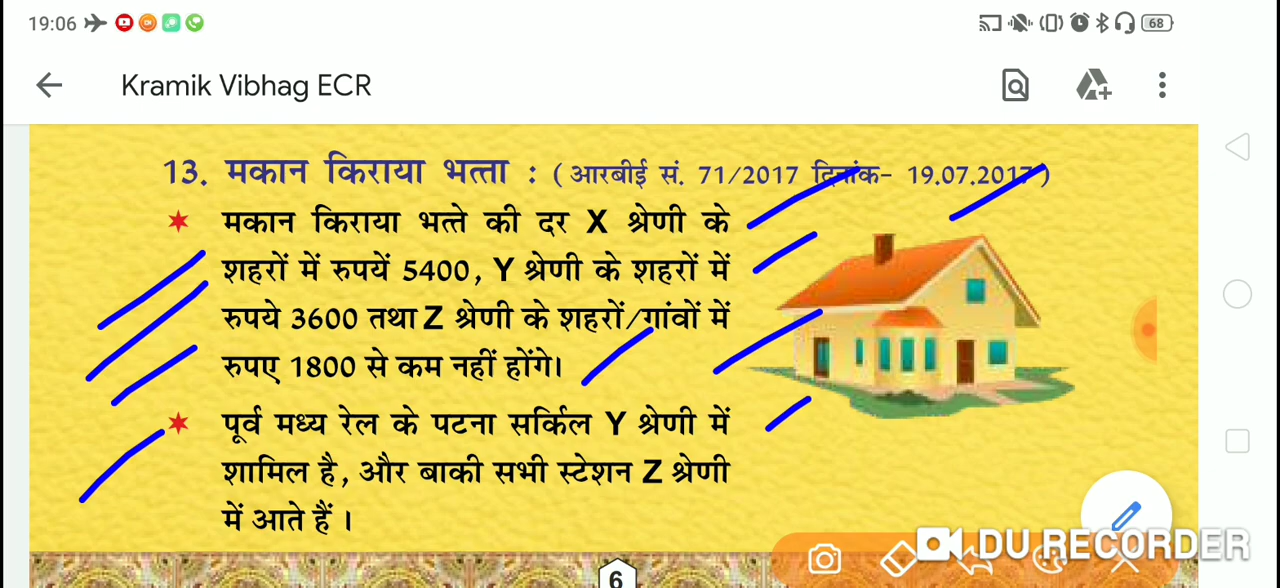 19:06
68
Kramik Vibhag ECR
13. मकान किराया भत्ता : ( आरबीई सं. 71/2017 दिनांक- 19.07.2017 )
मकान किराया भत्ते की दर X श्रेणी के
शहरों में रुपयें 5400, Y श्रेणी के शहरों में
रुपये 3600 तथा Z श्रेणी के शहरों/गांवों में
रुपए 1800 से कम नहीं होंगे।
पूर्व मध्य रेल के पटना सर्किल Y श्रेणी में
शामिल है, और बाकी सभी स्टेशन Z श्रेणी
में आते हैं ।
DU RECORDER
6